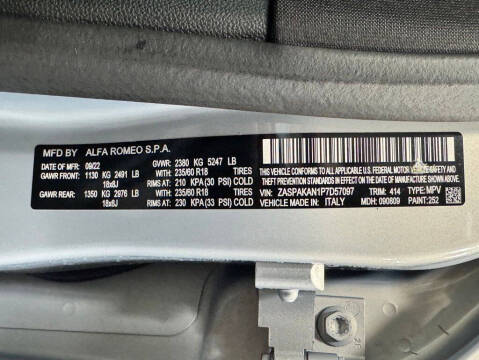 MFD BY ALFA ROMEO S.P.A.
DATE OF MFR: 09/22 GVWR: 2380 KG 5247 LB
GAWR FRONT: 1130 KG 2491 LB WITH: 235/60 R18 TIRES
18x8J RIMS AT: 210 KPA (30 PSI) COLD
GAWR REAR: 1350 KG 2976 LB WITH: 235/60 R18 TIRES
18x8J RIMS AT: 230 KPA (33 PSI) COLD
THIS VEHICLE CONFORMS TO ALL APPLICABLE U.S. FEDERAL MOTOR VEHICLE SAFETY AND
THEFT PREVENTION STANDARDS IN EFFECT ON THE DATE OF MANUFACTURE SHOWN ABOVE.
VIN: ZASPAKAN1P7D57097 TRIM: 414 TYPE: MPV
VEHICLE MADE IN: ITALY MDH: 090809 PAINT: 252